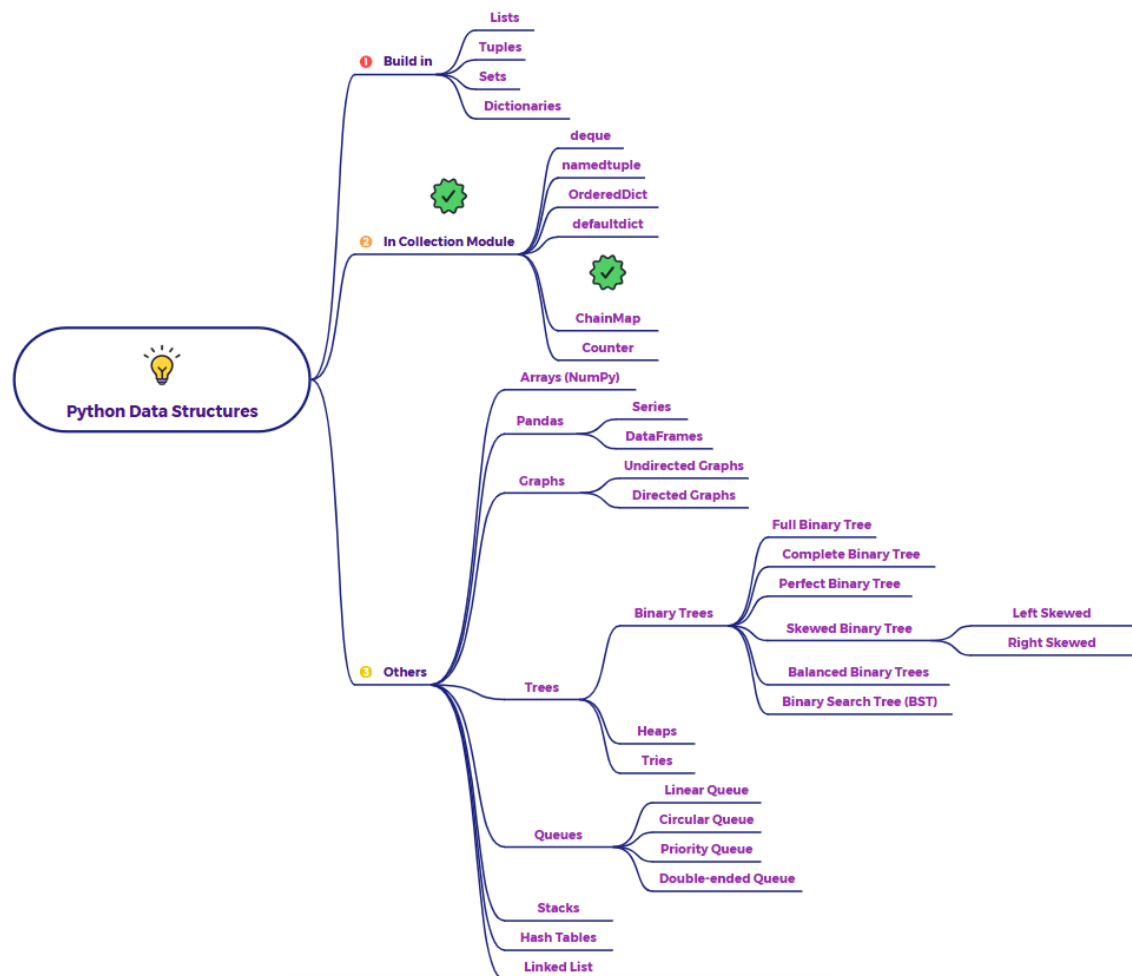 Python Data Structures
1 Build in
Lists
Tuples
Sets
Dictionaries
2 In Collection Module
deque
namedtuple
OrderedDict
defaultdict
ChainMap
Counter
3 Others
Arrays (NumPy)
Pandas
Series
DataFrames
Graphs
Undirected Graphs
Directed Graphs
Trees
Binary Trees
Full Binary Tree
Complete Binary Tree
Perfect Binary Tree
Skewed Binary Tree
Left Skewed
Right Skewed
Balanced Binary Trees
Binary Search Tree (BST)
Heaps
Tries
Queues
Linear Queue
Circular Queue
Priority Queue
Double-ended Queue
Stacks
Hash Tables
Linked List